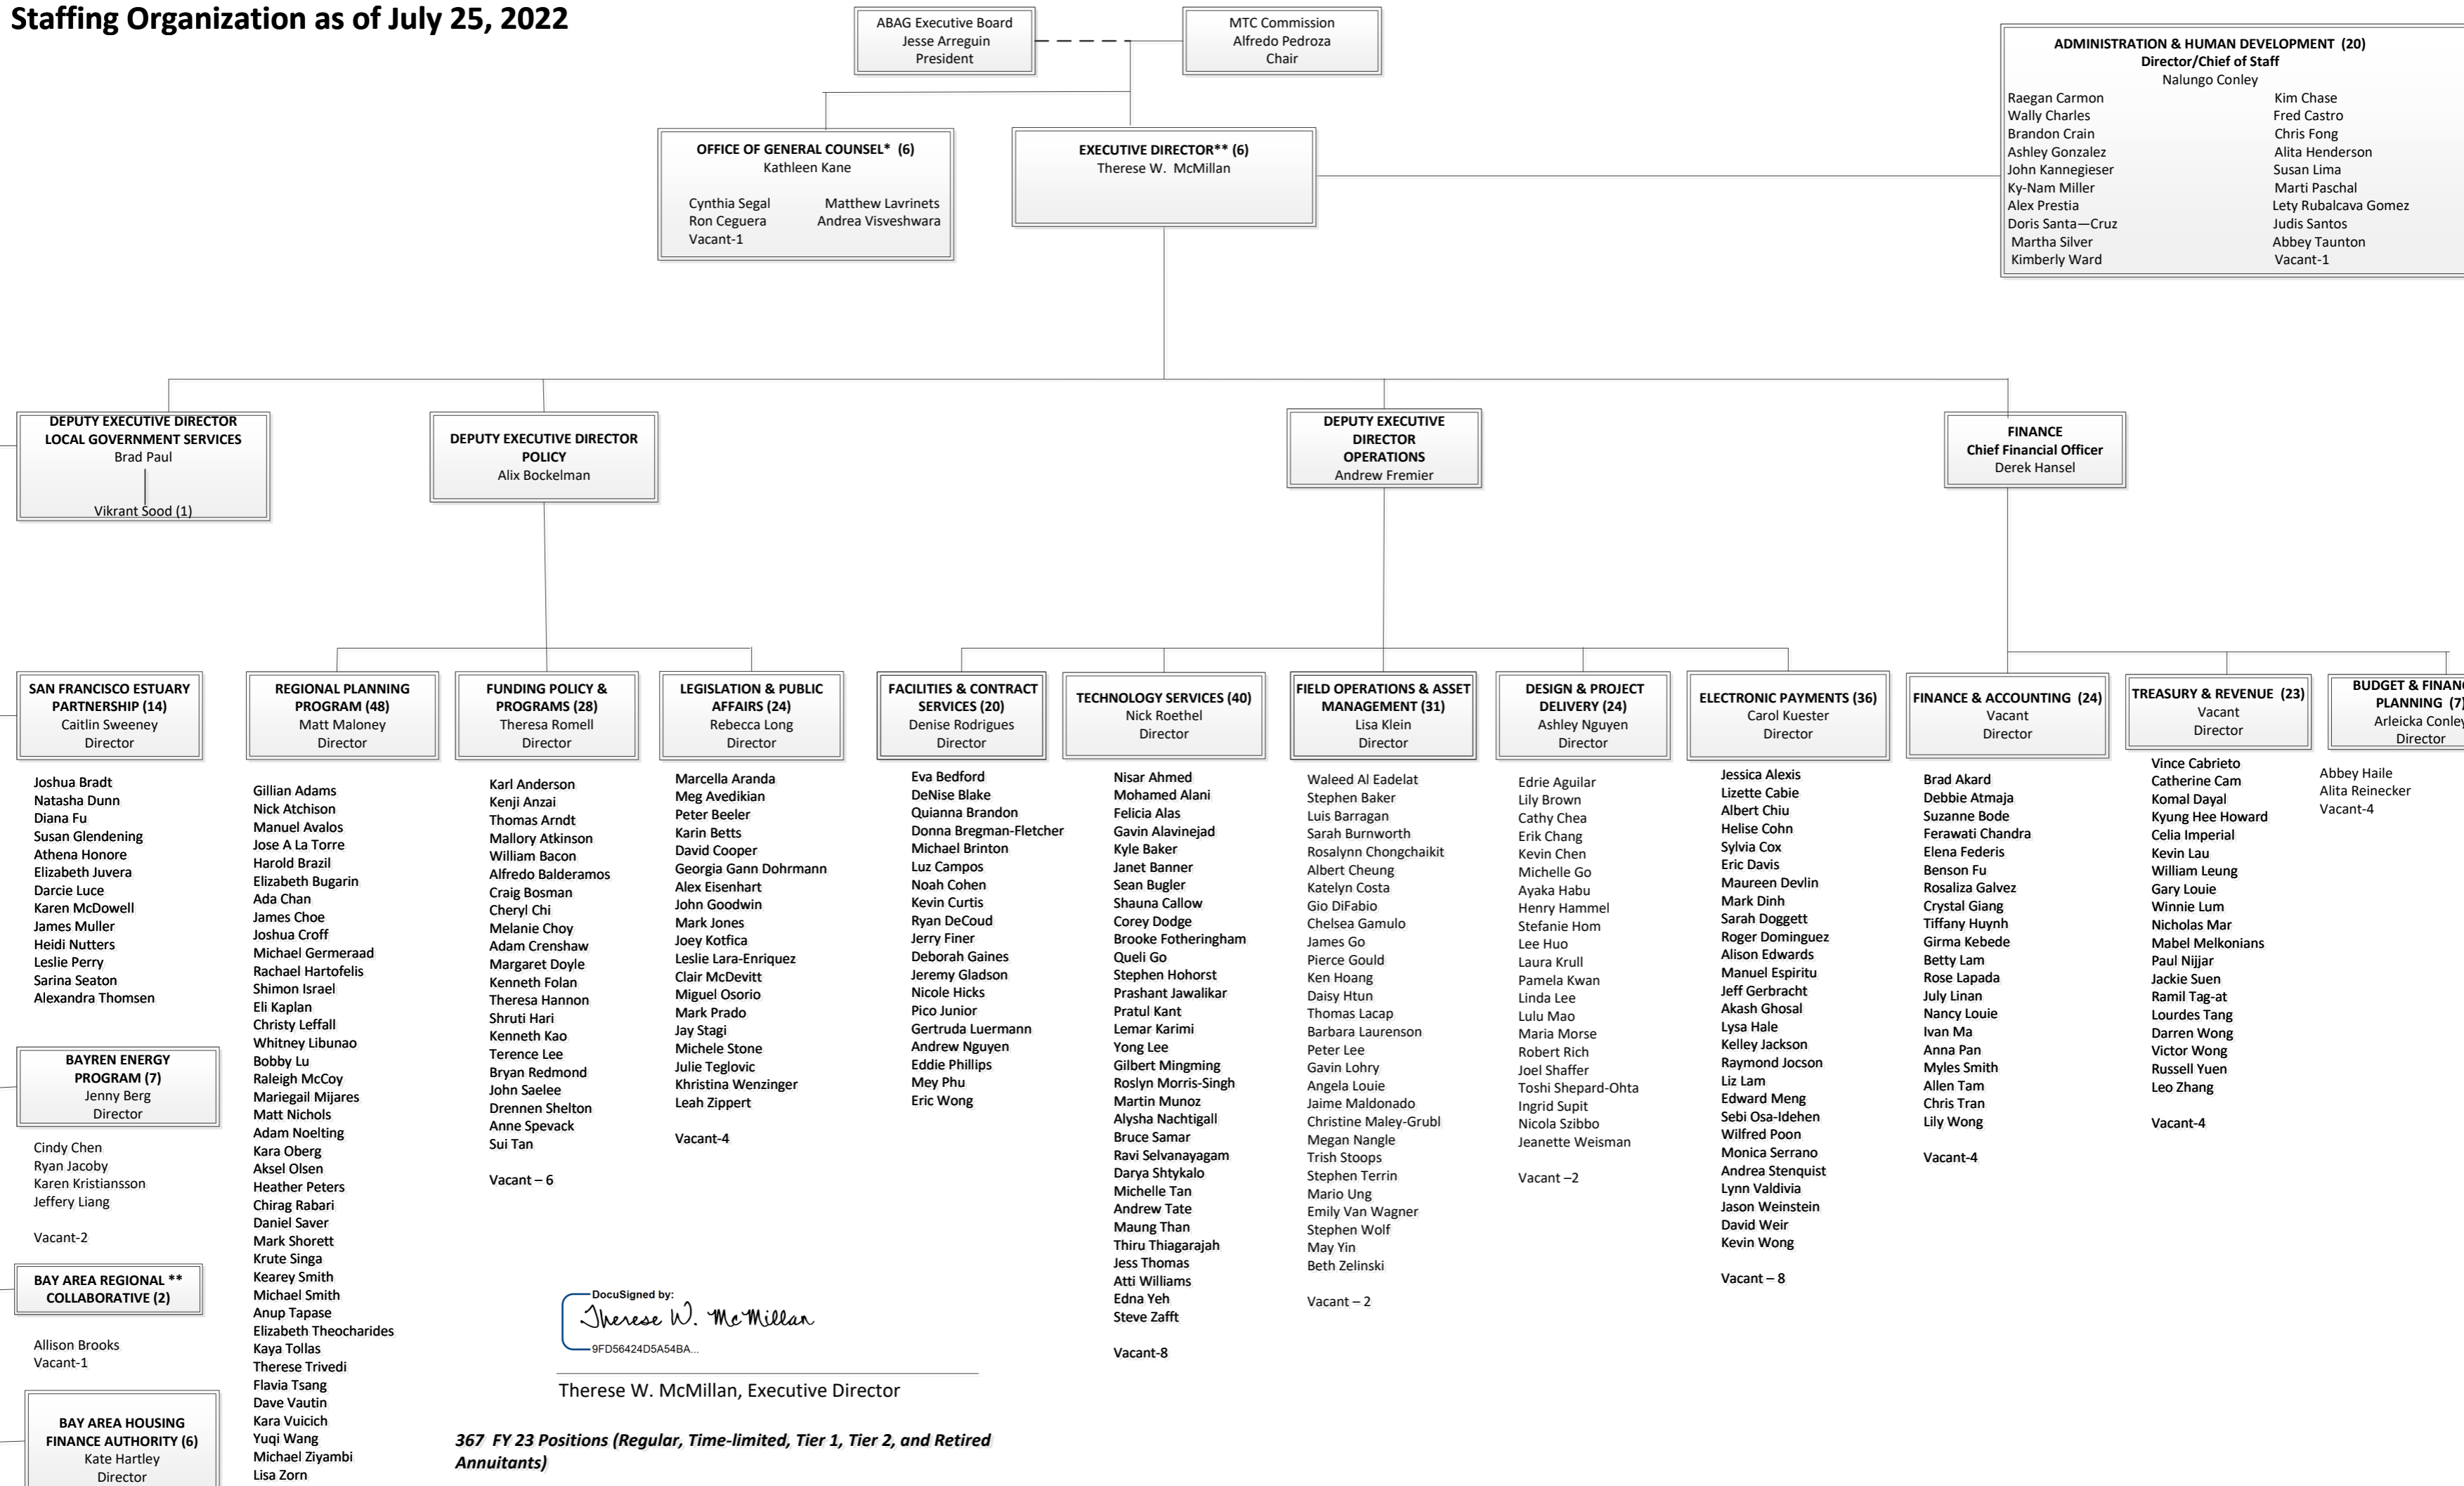 Staffing Organization as of July 25, 2022
ABAG Executive Board
Jesse Arreguin
President
MTC Commission
Alfredo Pedroza
Chair
ADMINISTRATION & HUMAN DEVELOPMENT (20)
Director/Chief of Staff
Nalungo Conley
Raegan Carmon
Wally Charles
Brandon Crain
Ashley Gonzalez
John Kannegieser
Ky-Nam Miller
Alex Prestia
Doris Santa—Cruz
Martha Silver
Kimberly Ward
Kim Chase
Fred Castro
Chris Fong
Alita Henderson
Susan Lima
Marti Paschal
Lety Rubalcava Gomez
Judis Santos
Abbey Taunton
Vacant-1
OFFICE OF GENERAL COUNSEL* (6)
Kathleen Kane
Cynthia Segal
Ron Ceguera
Vacant-1
Matthew Lavrinets
Andrea Visveshwara
EXECUTIVE DIRECTOR** (6)
Therese W. McMillan
DEPUTY EXECUTIVE DIRECTOR
LOCAL GOVERNMENT SERVICES
Brad Paul
Vikrant Sood (1)
DEPUTY EXECUTIVE DIRECTOR
POLICY
Alix Bockelman
DEPUTY EXECUTIVE
DIRECTOR
OPERATIONS
Andrew Fremier
FINANCE
Chief Financial Officer
Derek Hansel
SAN FRANCISCO ESTUARY
PARTNERSHIP (14)
Caitlin Sweeney
Director
Joshua Bradt
Natasha Dunn
Diana Fu
Susan Glendening
Athena Honore
Elizabeth Juvera
Darcie Luce
Karen McDowell
James Muller
Heidi Nutters
Leslie Perry
Sarina Seaton
Alexandra Thomsen
BAYREN ENERGY
PROGRAM (7)
Jenny Berg
Director
Cindy Chen
Ryan Jacoby
Karen Kristiansson
Jeffery Liang
Vacant-2
BAY AREA REGIONAL **
COLLABORATIVE (2)
Allison Brooks
Vacant-1
BAY AREA HOUSING
FINANCE AUTHORITY (6)
Kate Hartley
Director
REGIONAL PLANNING
PROGRAM (48)
Matt Maloney
Director
Gillian Adams
Nick Atchison
Manuel Avalos
Jose A La Torre
Harold Brazil
Elizabeth Bugarin
Ada Chan
James Choe
Joshua Croff
Michael Germeraad
Rachael Hartofelis
Shimon Israel
Eli Kaplan
Christy Leffall
Whitney Libunao
Bobby Lu
Raleigh McCoy
Mariegail Mijares
Matt Nichols
Adam Noelting
Kara Oberg
Aksel Olsen
Heather Peters
Chirag Rabari
Daniel Saver
Mark Shorett
Krute Singa
Kearey Smith
Michael Smith
Anup Tapase
Elizabeth Theocharides
Kaya Tollas
Therese Trivedi
Flavia Tsang
Dave Vautin
Kara Vuicich
Yuqi Wang
Michael Ziyambi
Lisa Zorn
FUNDING POLICY &
PROGRAMS (28)
Theresa Romell
Director
Karl Anderson
Kenji Anzai
Thomas Arndt
Mallory Atkinson
William Bacon
Alfredo Balderamos
Craig Bosman
Cheryl Chi
Melanie Choy
Adam Crenshaw
Margaret Doyle
Kenneth Folan
Theresa Hannon
Shruti Hari
Kenneth Kao
Terence Lee
Bryan Redmond
John Saelee
Drennen Shelton
Anne Spevack
Sui Tan
Vacant – 6
LEGISLATION & PUBLIC
AFFAIRS (24)
Rebecca Long
Director
Marcella Aranda
Meg Avedikian
Peter Beeler
Karin Betts
David Cooper
Georgia Gann Dohrmann
Alex Eisenhart
John Goodwin
Mark Jones
Joey Kotfica
Leslie Lara-Enriquez
Clair McDevitt
Miguel Osorio
Mark Prado
Jay Stagi
Michele Stone
Julie Teglovic
Khristina Wenzinger
Leah Zippert
Vacant-4
FACILITIES & CONTRACT
SERVICES (20)
Denise Rodrigues
Director
Eva Bedford
DeNise Blake
Quianna Brandon
Donna Bregman-Fletcher
Michael Brinton
Luz Campos
Noah Cohen
Kevin Curtis
Ryan DeCoud
Jerry Finer
Deborah Gaines
Jeremy Gladson
Nicole Hicks
Pico Junior
Gertruda Luermann
Andrew Nguyen
Eddie Phillips
Mey Phu
Eric Wong
TECHNOLOGY SERVICES (40)
Nick Roethel
Director
Nisar Ahmed
Mohamed Alani
Felicia Alas
Gavin Alavinejad
Kyle Baker
Janet Banner
Sean Bugler
Shauna Callow
Corey Dodge
Brooke Fotheringham
Queli Go
Stephen Hohorst
Prashant Jawalikar
Pratul Kant
Lemar Karimi
Yong Lee
Gilbert Mingming
Roslyn Morris-Singh
Martin Munoz
Alysha Nachtigall
Bruce Samar
Ravi Selvanayagam
Darya Shtykalo
Michelle Tan
Andrew Tate
Maung Than
Thiru Thiagarajah
Jess Thomas
Atti Williams
Edna Yeh
Steve Zafft
Vacant-8
FIELD OPERATIONS & ASSET
MANAGEMENT (31)
Lisa Klein
Director
Waleed Al Eadelat
Stephen Baker
Luis Barragan
Sarah Burnworth
Rosalynn Chongchaikit
Albert Cheung
Katelyn Costa
Gio DiFabio
Chelsea Gamulo
James Go
Pierce Gould
Ken Hoang
Daisy Htun
Thomas Lacap
Barbara Laurenson
Peter Lee
Gavin Lohry
Angela Louie
Jaime Maldonado
Christine Maley-Grubl
Megan Nangle
Trish Stoops
Stephen Terrin
Mario Ung
Emily Van Wagner
Stephen Wolf
May Yin
Beth Zelinski
Vacant – 2
DESIGN & PROJECT
DELIVERY (24)
Ashley Nguyen
Director
Edrie Aguilar
Lily Brown
Cathy Chea
Erik Chang
Kevin Chen
Michelle Go
Ayaka Habu
Henry Hammel
Stefanie Hom
Lee Huo
Laura Krull
Pamela Kwan
Linda Lee
Lulu Mao
Maria Morse
Robert Rich
Joel Shaffer
Toshi Shepard-Ohta
Ingrid Supit
Nicola Szibbo
Jeanette Weisman
Vacant –2
ELECTRONIC PAYMENTS (36)
Carol Kuester
Director
Jessica Alexis
Lizette Cabie
Albert Chiu
Helise Cohn
Sylvia Cox
Eric Davis
Maureen Devlin
Mark Dinh
Sarah Doggett
Roger Dominguez
Alison Edwards
Manuel Espiritu
Jeff Gerbracht
Akash Ghosal
Lysa Hale
Kelley Jackson
Raymond Jocson
Liz Lam
Edward Meng
Sebi Osa-Idehen
Wilfred Poon
Monica Serrano
Andrea Stenquist
Lynn Valdivia
Jason Weinstein
David Weir
Kevin Wong
Vacant – 8
FINANCE & ACCOUNTING (24)
Vacant
Director
Brad Akard
Debbie Atmaja
Suzanne Bode
Ferawati Chandra
Elena Federis
Benson Fu
Rosaliza Galvez
Crystal Giang
Tiffany Huynh
Girma Kebede
Betty Lam
Rose Lapada
July Linan
Nancy Louie
Ivan Ma
Anna Pan
Myles Smith
Allen Tam
Chris Tran
Lily Wong
Vacant-4
TREASURY & REVENUE (23)
Vacant
Director
Vince Cabrieto
Catherine Cam
Komal Dayal
Kyung Hee Howard
Celia Imperial
Kevin Lau
William Leung
Gary Louie
Winnie Lum
Nicholas Mar
Mabel Melkonians
Paul Nijjar
Jackie Suen
Ramil Tag-at
Lourdes Tang
Darren Wong
Victor Wong
Russell Yuen
Leo Zhang
Vacant-4
BUDGET & FINANC
PLANNING (7)
Arleicka Conley
Director
Abbey Haile
Alita Reinecker
Vacant-4
DocuSigned by:
Therese W. McMillan
9FD56424D5A54BA...
Therese W. McMillan, Executive Director
367 FY 23 Positions (Regular, Time-limited, Tier 1, Tier 2, and Retired
Annuitants)